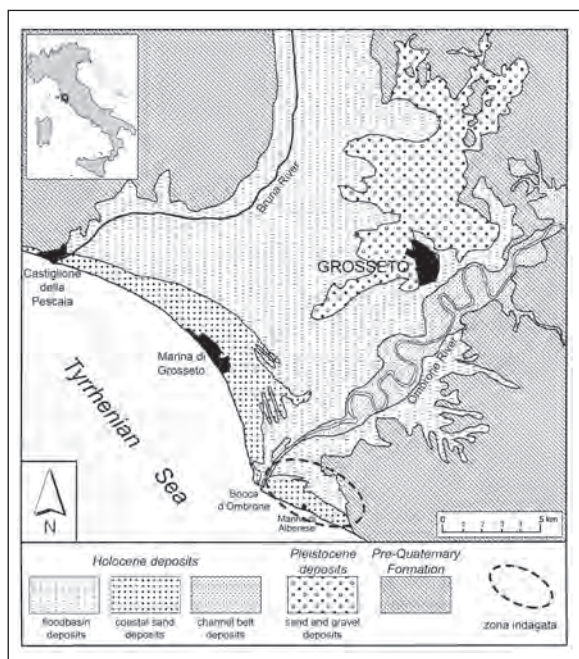 Bruna River
GROSSETO
Castiglione
della
Pescaia
Marina di
Grosseto
Ombrone River
Tyrrhenian
Sea
Bocca
d'Ombrone
Marina di
Alberese
N
0 1 2 3 4 5 km
Holocene deposits
Pleistocene
deposits
Pre-Quaternary
Formation
floodbasin
deposits
coastal sand
deposits
channel belt
deposits
sand and gravel
deposits
zona indagata